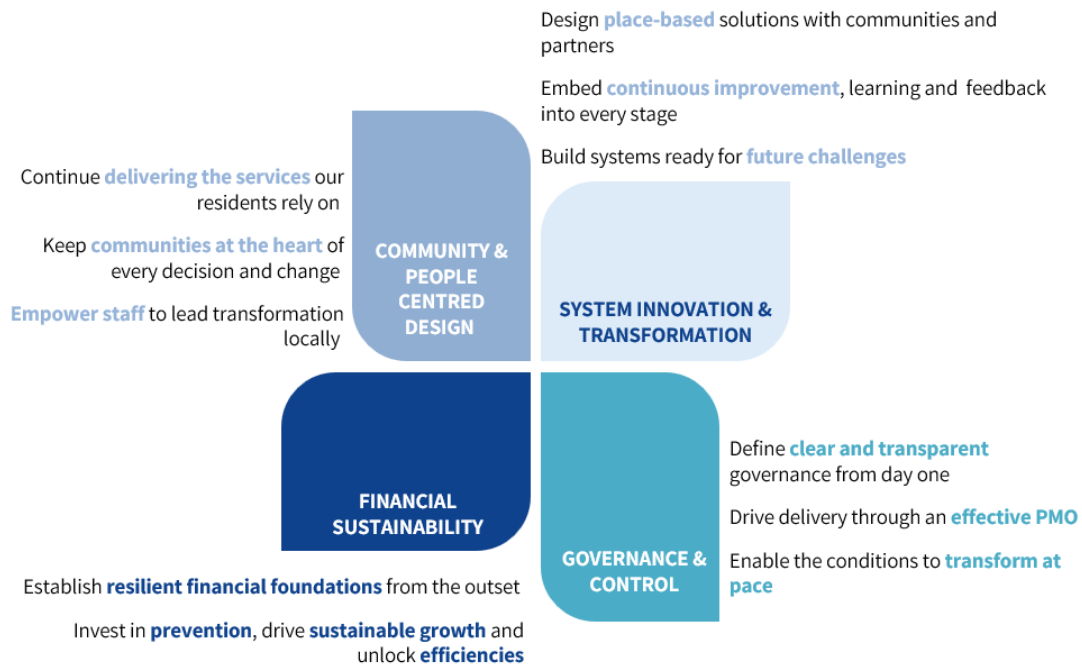 Design place-based solutions with communities and
partners
Embed continuous improvement, learning and feedback
into every stage
Build systems ready for future challenges
Continue delivering the services our
residents rely on
Keep communities at the heart of
every decision and change
Empower staff to lead transformation
locally
COMMUNITY &
PEOPLE
CENTRED
DESIGN
SYSTEM INNOVATION &
TRANSFORMATION
FINANCIAL
SUSTAINABILITY
GOVERNANCE &
CONTROL
Define clear and transparent
governance from day one
Drive delivery through an effective PMO
Enable the conditions to transform at
pace
Establish resilient financial foundations from the outset
Invest in prevention, drive sustainable growth and
unlock efficiencies